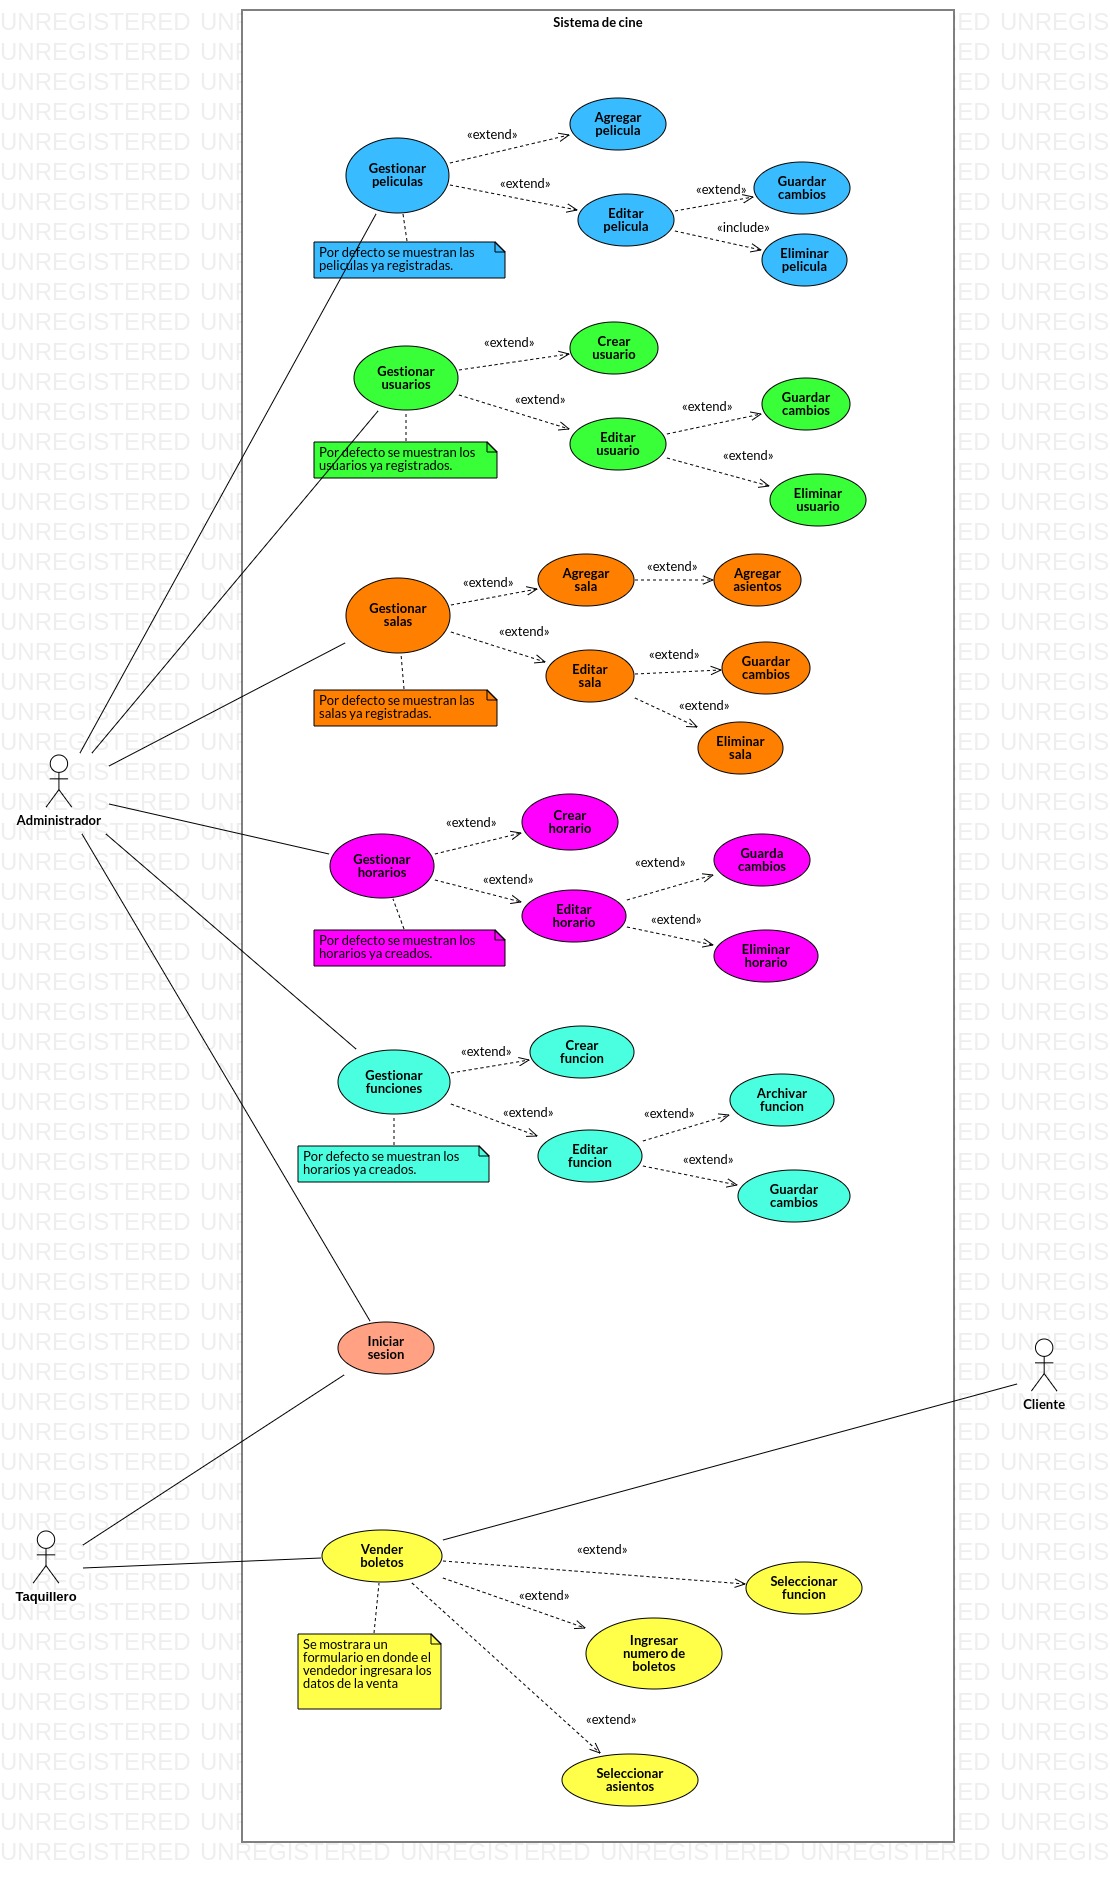 Sistema de cine
Agregar
pelicula
«extend»
Gestionar
peliculas
«extend»
Editar
pelicula
«extend»
Guardar
cambios
«include»
Eliminar
pelicula
Por defecto se muestran las
peliculas ya registradas.
«extend»
Crear
usuario
Gestionar
usuarios
«extend»
Editar
usuario
«extend»
Guardar
cambios
«extend»
Eliminar
usuario
Por defecto se muestran los
usuarios ya registrados.
«extend»
Agregar
sala
«extend»
Agregar
asientos
Gestionar
salas
«extend»
Editar
sala
«extend»
Guardar
cambios
«extend»
Eliminar
sala
Por defecto se muestran las
salas ya registradas.
Administrador
«extend»
Crear
horario
Gestionar
horarios
«extend»
Editar
horario
«extend»
Guarda
cambios
«extend»
Eliminar
horario
Por defecto se muestran los
horarios ya creados.
«extend»
Crear
funcion
Gestionar
funciones
«extend»
Editar
funcion
«extend»
Archivar
funcion
«extend»
Guardar
cambios
Por defecto se muestran los
horarios ya creados.
Iniciar
sesion
Cliente
Taquillero
Vender
boletos
«extend»
Seleccionar
funcion
«extend»
Ingresar
numero de
boletos
Se mostrara un
formulario en donde el
vendedor ingresara los
datos de la venta
«extend»
Seleccionar
asientos
UNREGISTERED UNREGISTERED UNREGISTERED UNREGISTERED UNREGISTERED UNREGIS